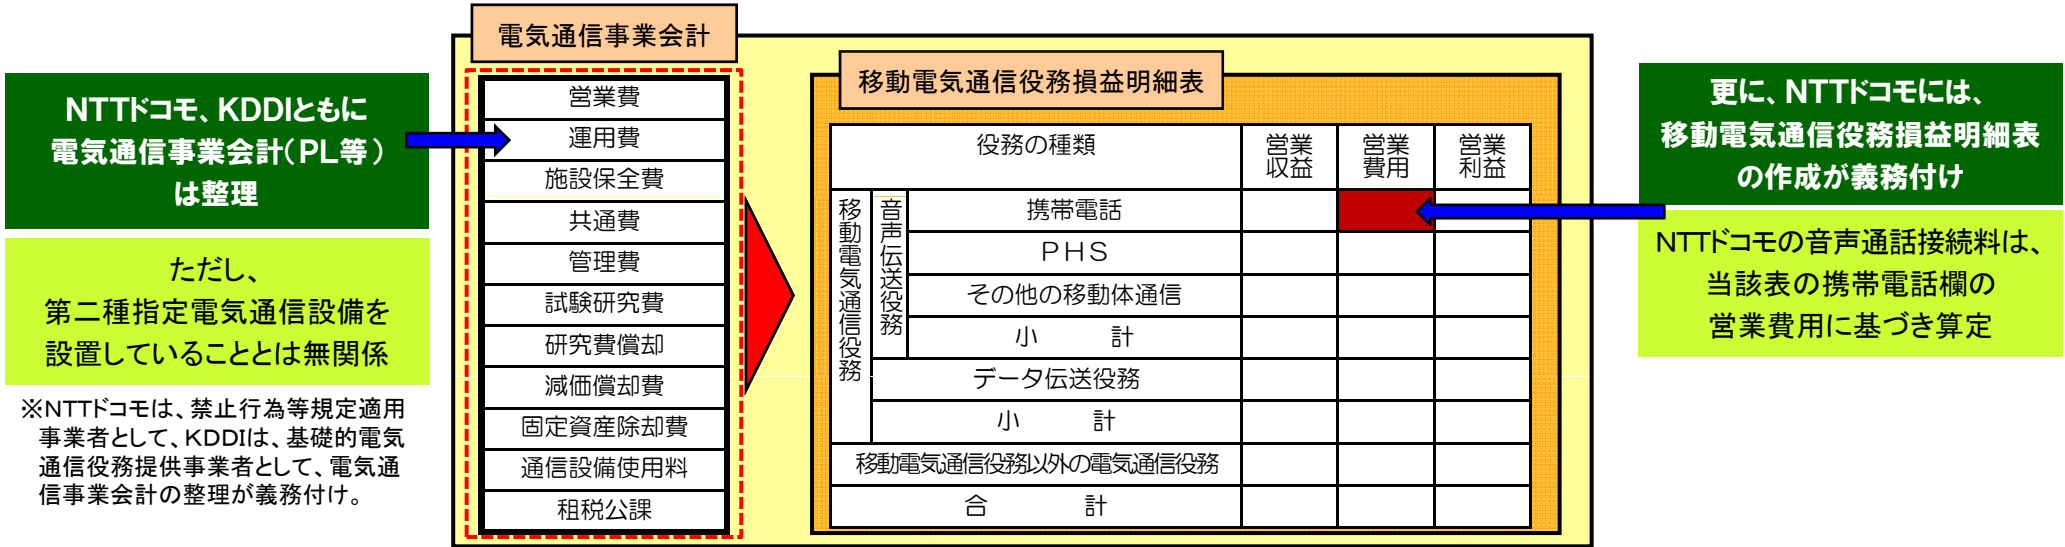 電気通信事業会計
NTTドコモ、KDDIともに
電気通信事業会計(PL等)
は整理
ただし、
第二種指定電気通信設備を
設置していることとは無関係
※NTTドコモは、禁止行為等規定適用
事業者として、KDDIは、基礎的電気
通信役務提供事業者として、電気通
信事業会計の整理が義務付け。
営業費
運用費
施設保全費
共通費
管理費
試験研究費
研究費償却
減価償却費
固定資産除却費
通信設備使用料
租税公課
移動電気通信役務損益明細表
役務の種類 営業収益 営業費用 営業利益
移動電気通信役務
音声伝送役務
携帯電話
PHS
その他の移動体通信
小 計
データ伝送役務
小 計
移動電気通信役務以外の電気通信役務
合 計
更に、NTTドコモには、
移動電気通信役務損益明細表
の作成が義務付け
NTTドコモの音声通話接続料は、
当該表の携帯電話欄の
営業費用に基づき算定